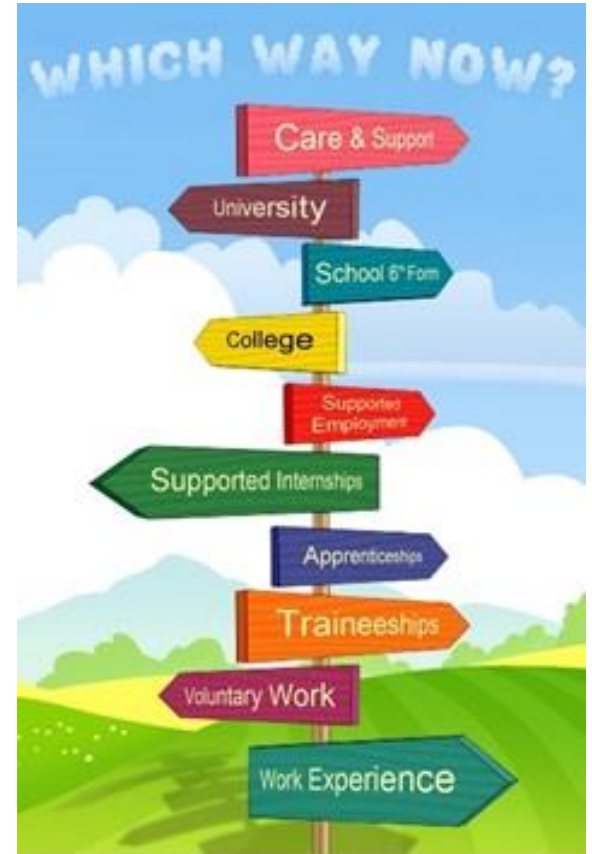 WHICH WAY NOW?
Care & Support
University
School 6th Form
College
Supported
Employment
Supported Internships
Apprenticeships
Traineeships
Voluntary Work
Work Experience